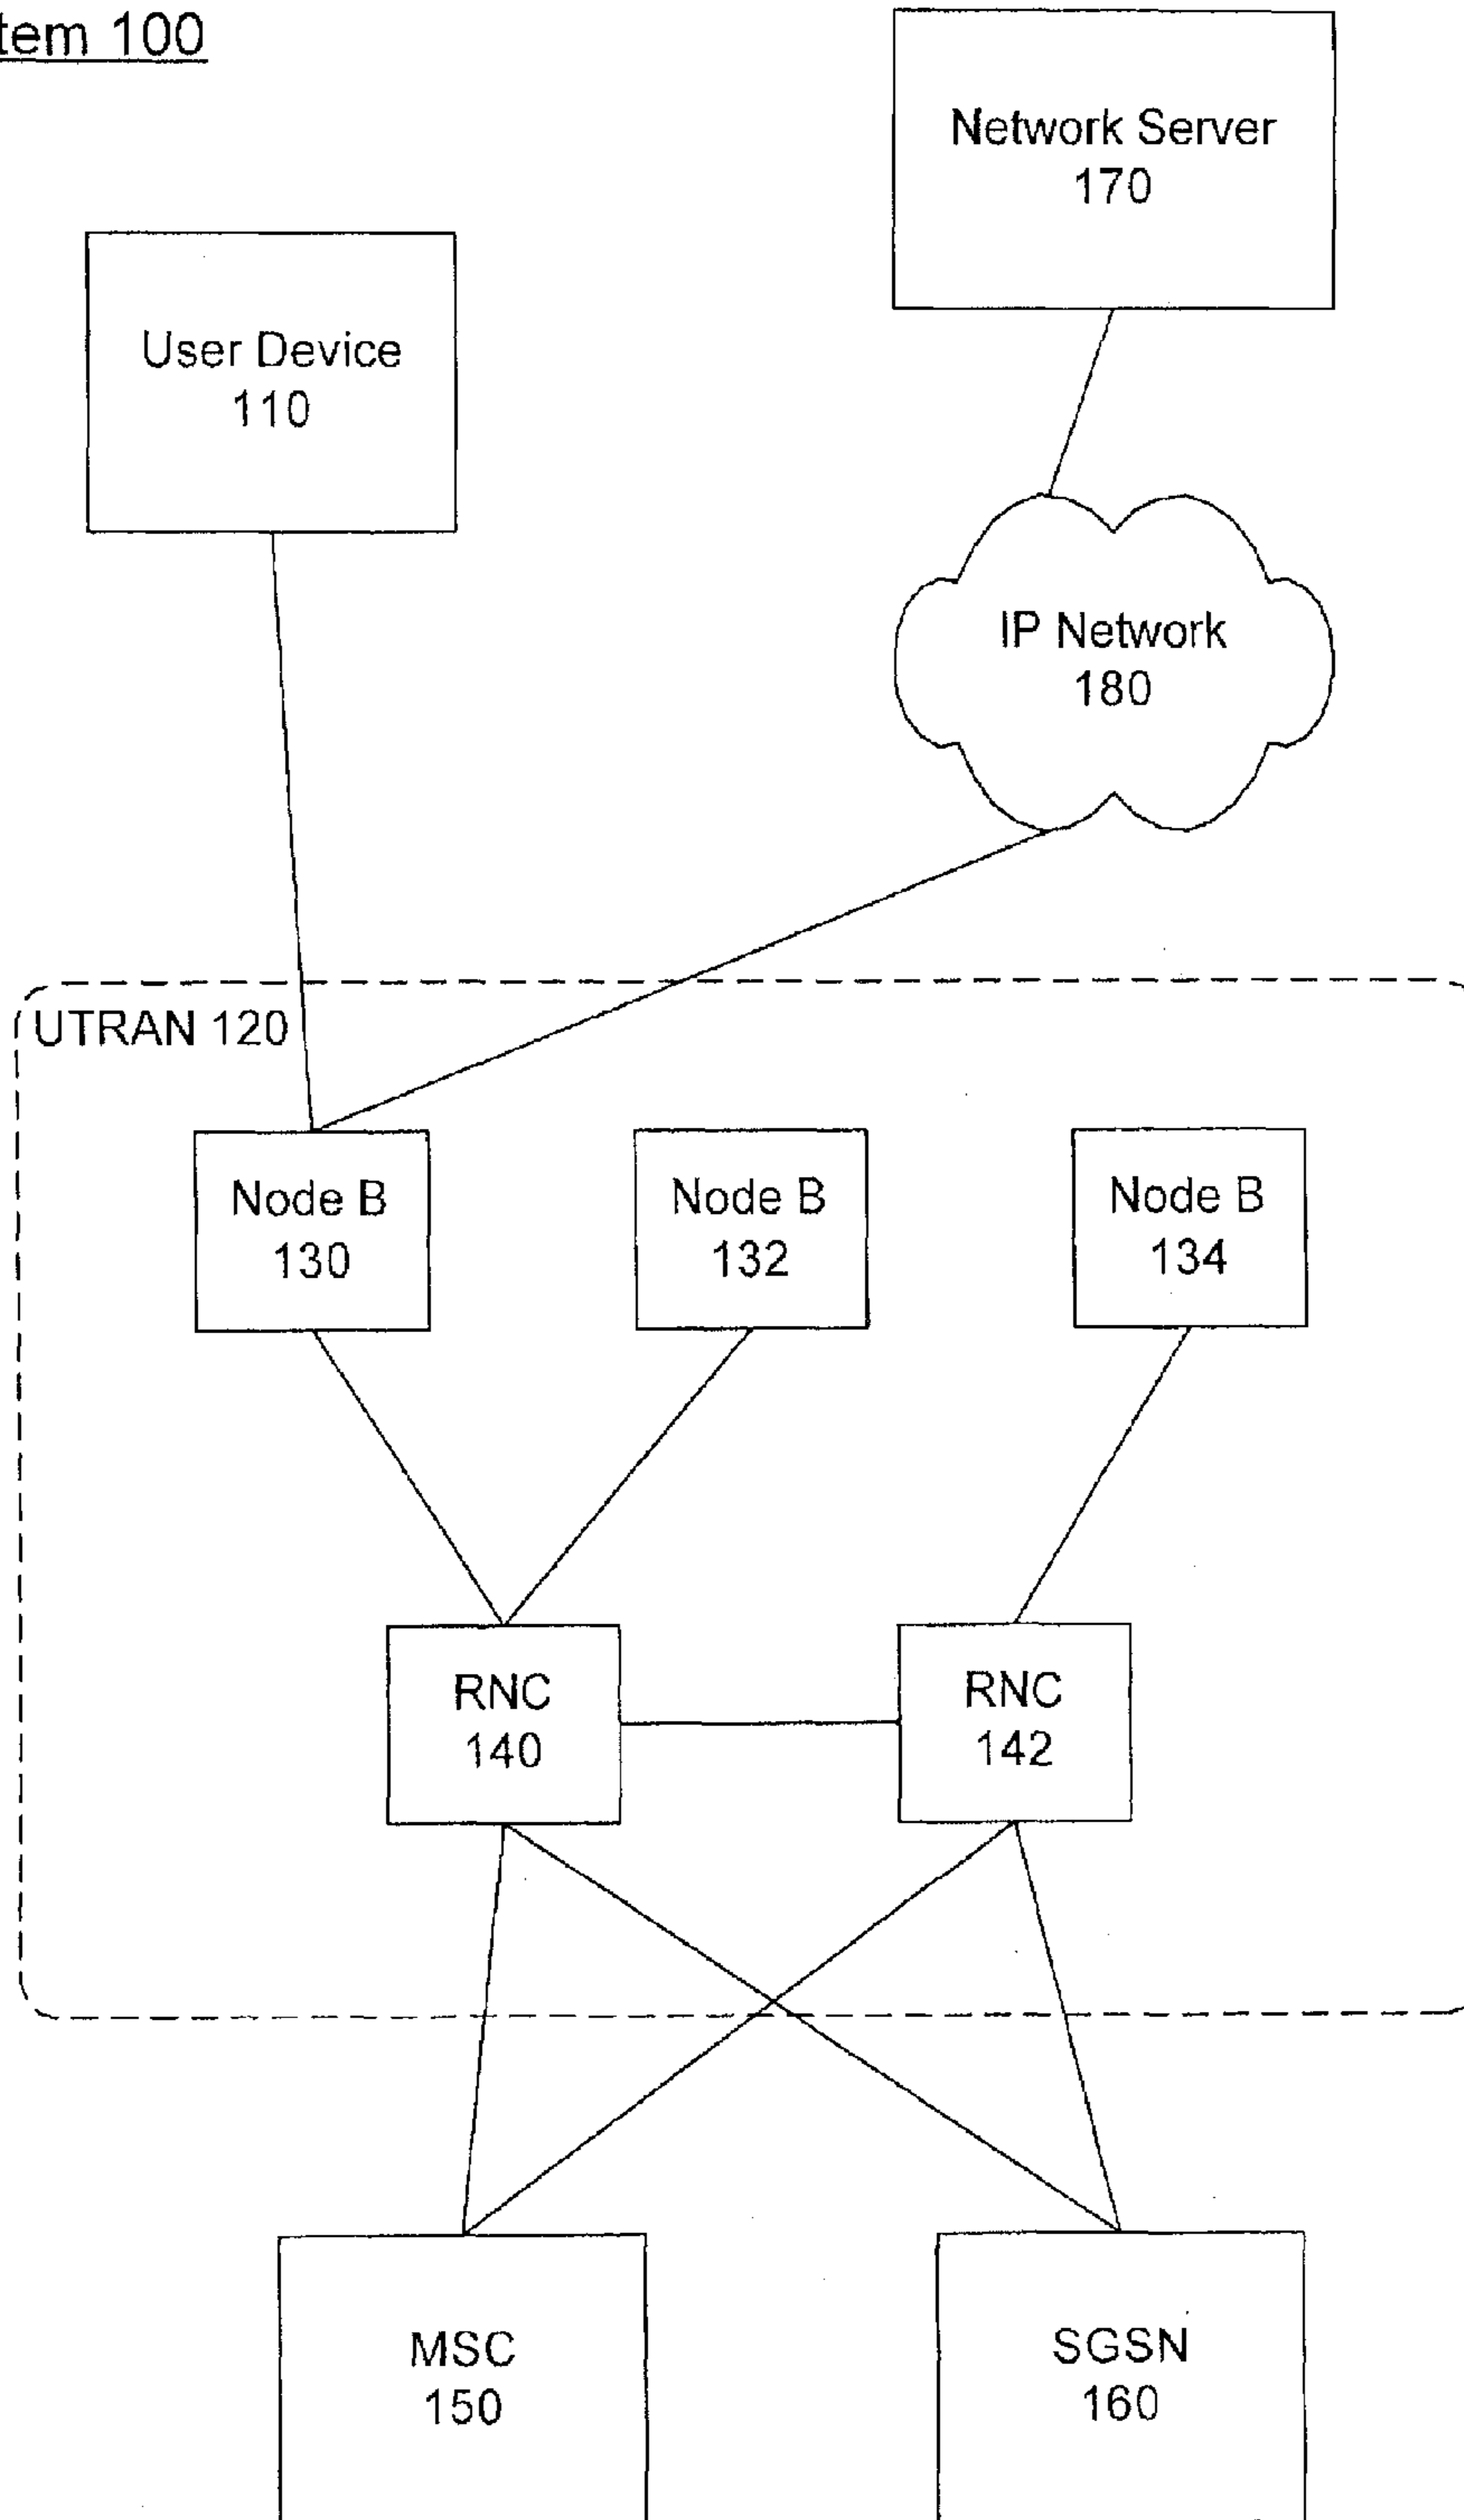 tem 100
Network Server
170
User Device
110
IP Network
180
UTRAN 120
Node B
130
Node B
132
Node B
134
RNC
140
RNC
142
MSC
150
SGSN
160